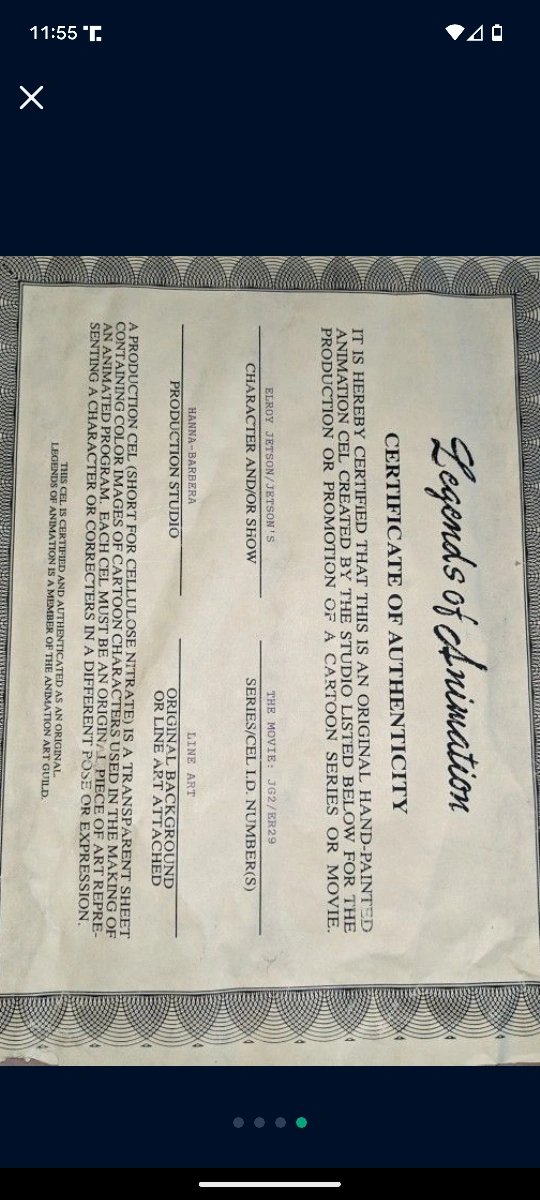 11:55
Legends of Animation
CERTIFICATE OF AUTHENTICITY
IT IS HEREBY CERTIFIED THAT THIS IS AN ORIGINAL HAND-PAINTED
ANIMATION CEL CREATED BY THE STUDIO LISTED BELOW FOR THE
PRODUCTION OR PROMOTION OF A CARTOON SERIES OR MOVIE.
ELROY JETSON/JETSON'S
CHARACTER AND/OR SHOW
THE MOVIE: JG2/ER29
SERIES/CEL I.D. NUMBER(S)
HANNA-BARBERA
PRODUCTION STUDIO
LINE ART
ORIGINAL BACKGROUND
OR LINE ART ATTACHED
A PRODUCTION CEL (SHORT FOR CELLULOSE NITRATE) IS A TRANSPARENT SHEET
CONTAINING COLOR IMAGES OF CARTOON CHARACTERS USED IN THE MAKING OF
AN ANIMATED PROGRAM. EACH CEL MUST BE AN ORIGINAL PIECE OF ART REPRE-
SENTING A CHARACTER OR CORRECTERS IN A DIFFERENT POSE OR EXPRESSION.
THIS CEL IS CERTIFIED AND AUTHENTICATED AS AN ORIGINAL.
LEGENDS OF ANIMATION IS A MEMBER OF THE ANIMATION ART GUILD.